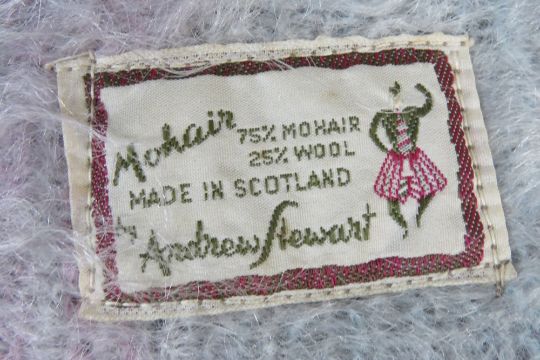 Mohair
75% MOHAIR
25% WOOL
MADE IN SCOTLAND
by Andrew Stewart